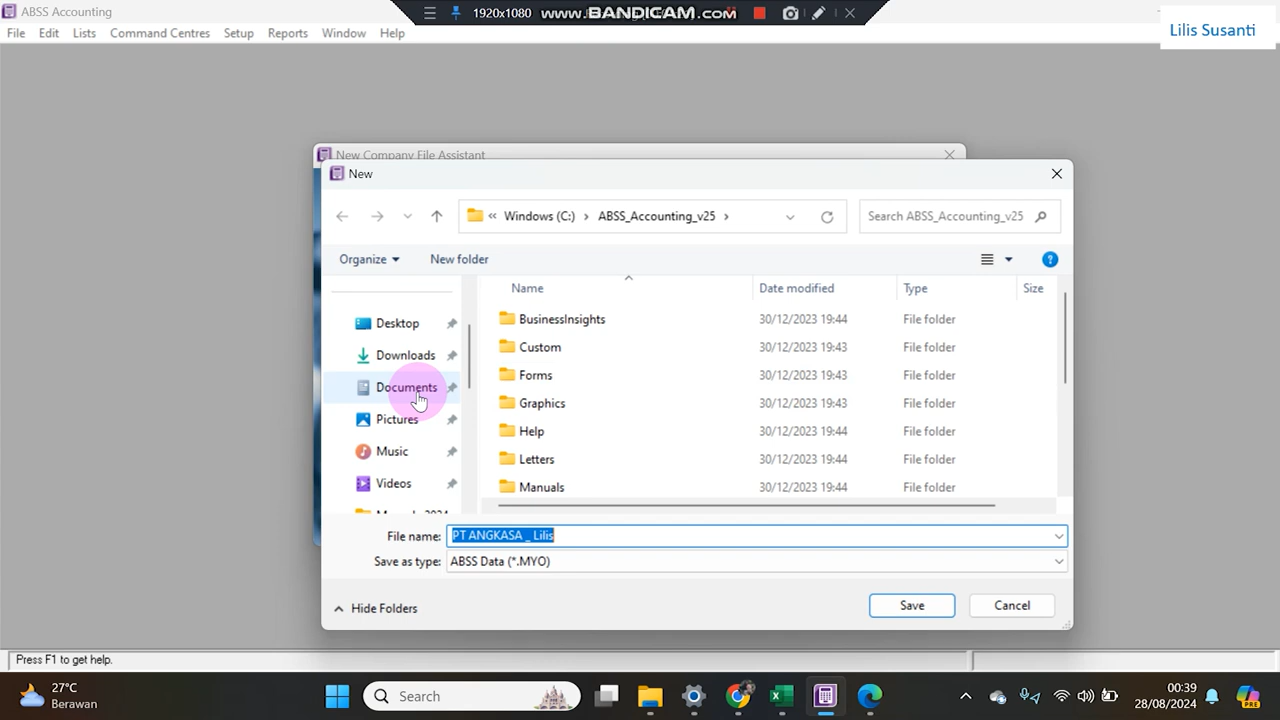 ABSS Accounting
1920x1080 www.BANDICAM.com
Lilis Susanti
File Edit Lists Command Centres Setup Reports Window Help
New Company File Assistant
New
« Windows (C:) › ABSS_Accounting_v25 ›
Search ABSS_Accounting_v25
Organize New folder
Desktop
Downloads
Documents
Pictures
Music
Videos
Name Date modified Type Size
BusinessInsights 30/12/2023 19:44 File folder
Custom 30/12/2023 19:43 File folder
Forms 30/12/2023 19:43 File folder
Graphics 30/12/2023 19:43 File folder
Help 30/12/2023 19:44 File folder
Letters 30/12/2023 19:44 File folder
Manuals 30/12/2023 19:44 File folder
File name: PT ANGKASA _ Lilis
Save as type: ABSS Data (*.MYO)
Hide Folders Save Cancel
Press F1 to get help.
27°C
Berawan
Search
00:39
28/08/2024
PRE